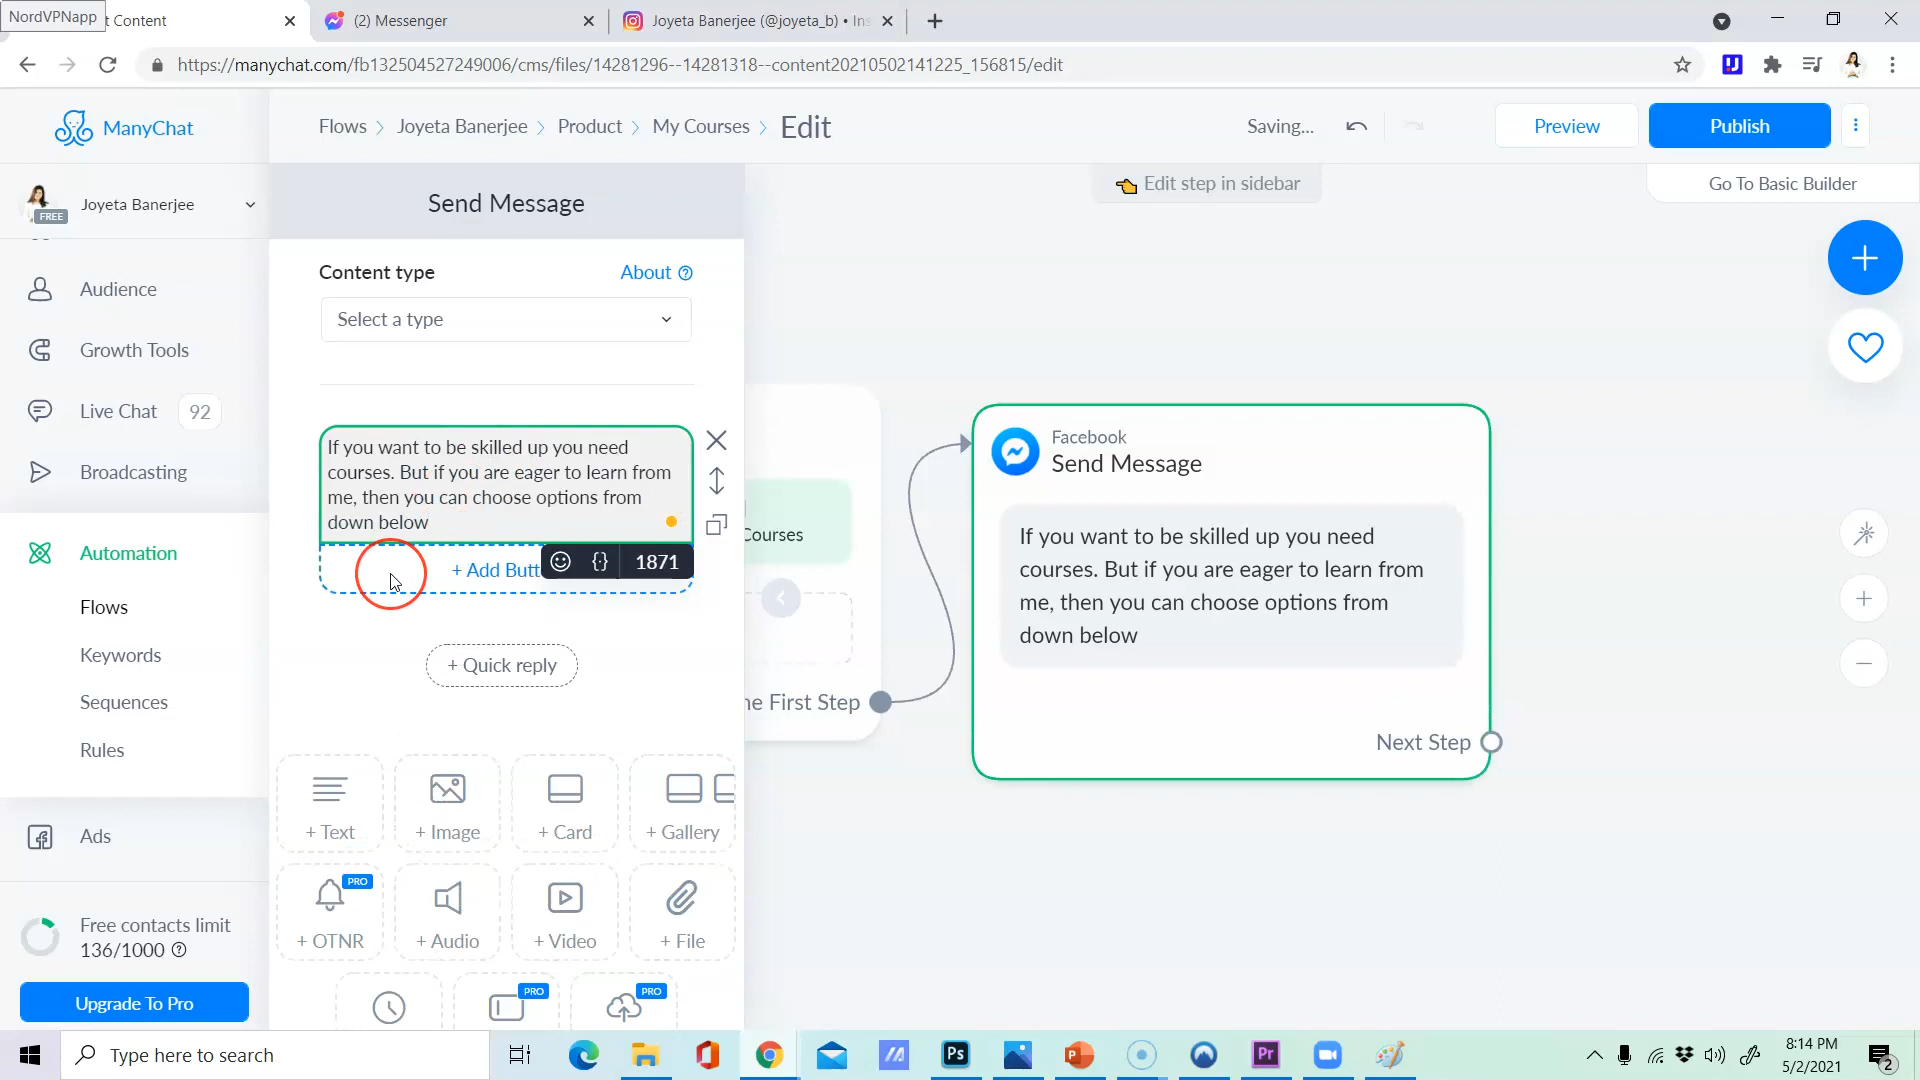 NordVPNapp
t Content
(2) Messenger
Joyeta Banerjee (@joyeta_b) • Ins
https://manychat.com/fb132504527249006/cms/files/14281296--14281318--content20210502141225_156815/edit
ManyChat
Flows > Joyeta Banerjee > Product > My Courses > Edit
Saving...
Preview
Publish
Joyeta Banerjee
FREE
Send Message
Edit step in sidebar
Go To Basic Builder
Audience
Growth Tools
Live Chat 92
Broadcasting
Automation
Flows
Keywords
Sequences
Rules
Ads
Free contacts limit
136/1000
Upgrade To Pro
Content type
About
Select a type
If you want to be skilled up you need
courses. But if you are eager to learn from
me, then you can choose options from
down below
+ Add Butt
{·} 1871
+ Quick reply
+ Text
+ Image
+ Card
+ Gallery
PRO
+ OTNR
+ Audio
+ Video
+ File
PRO
PRO
Courses
he First Step
Facebook
Send Message
If you want to be skilled up you need
courses. But if you are eager to learn from
me, then you can choose options from
down below
Next Step
Type here to search
Ps
Pr
8:14 PM
5/2/2021
2